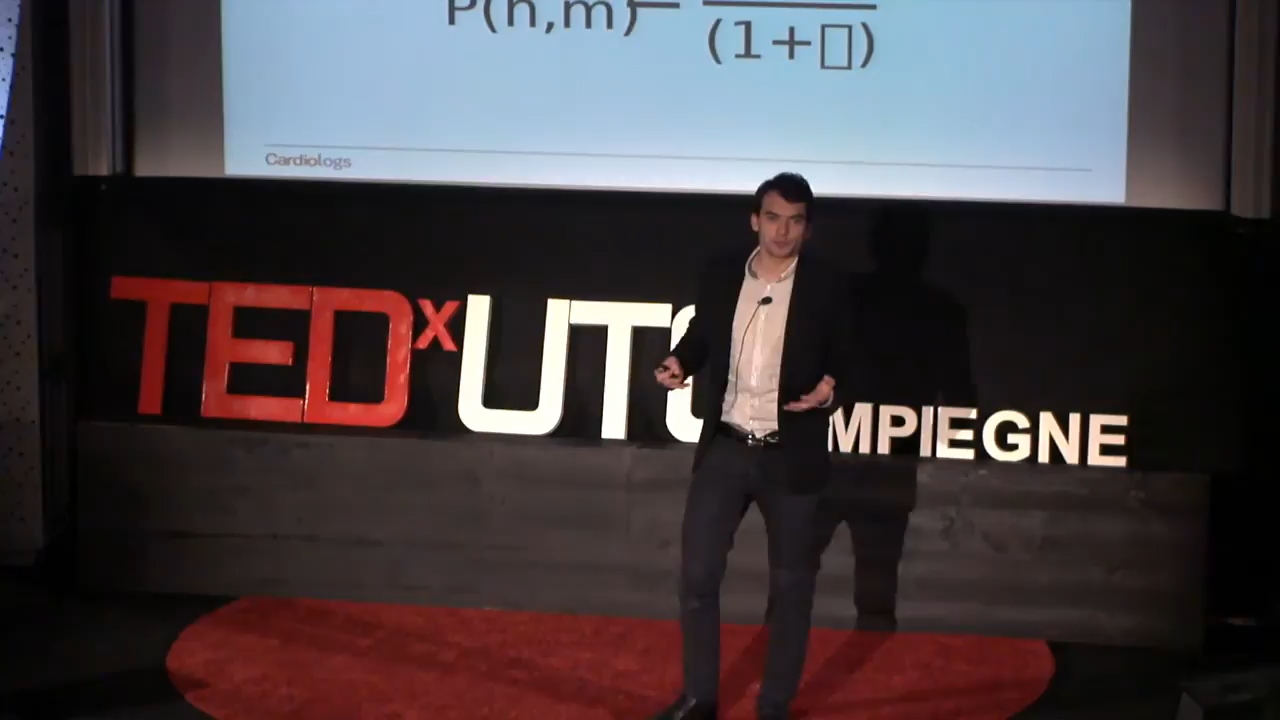 P(n,m)=
(1+▯)
Cardiologs
TEDxUTC
MPIEGNE